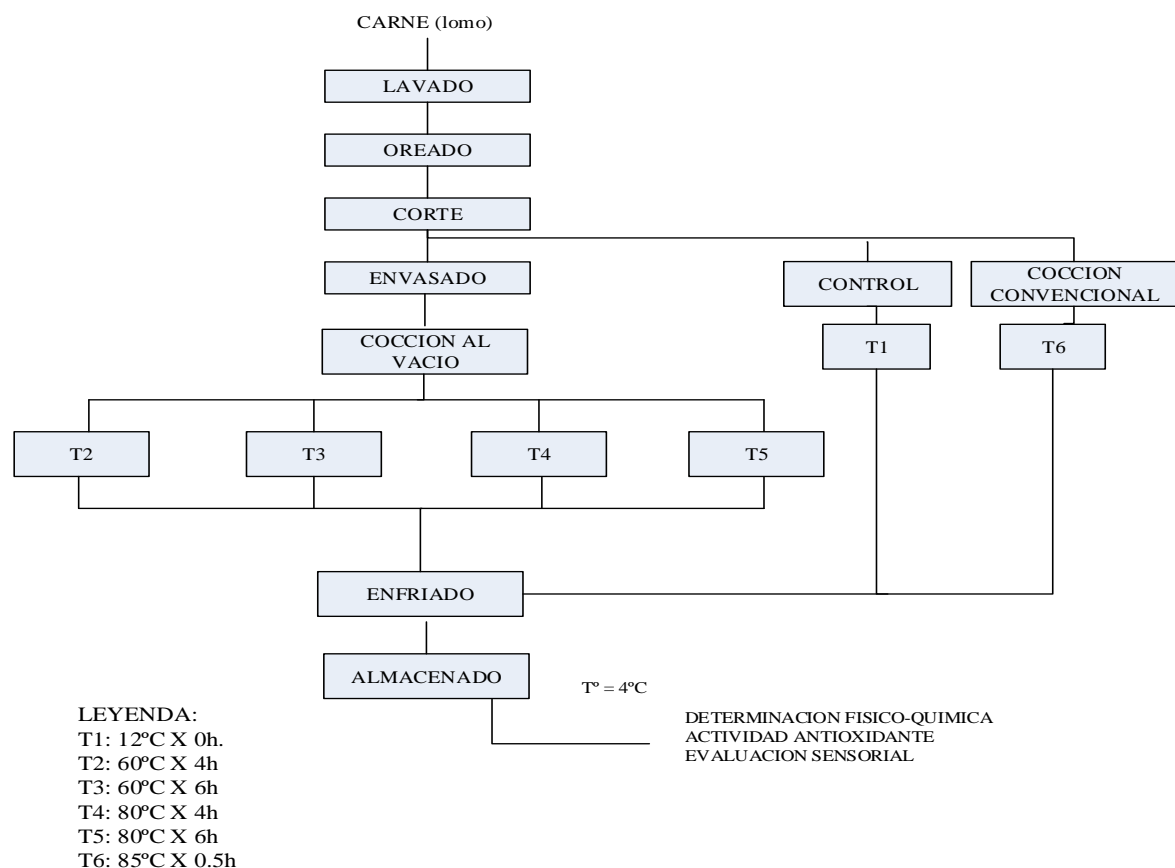 CARNE (lomo)
LAVADO
OREADO
CORTE
ENVASADO
CONTROL
COCCION
CONVENCIONAL
COCCION AL
VACIO
T1
T6
T2
T3
T4
T5
ENFRIADO
ALMACENADO
Tº = 4ºC
DETERMINACION FISICO-QUIMICA
ACTIVIDAD ANTIOXIDANTE
EVALUACION SENSORIAL
LEYENDA:
T1: 12ºC X 0h.
T2: 60ºC X 4h
T3: 60ºC X 6h
T4: 80ºC X 4h
T5: 80ºC X 6h
T6: 85ºC X 0.5h